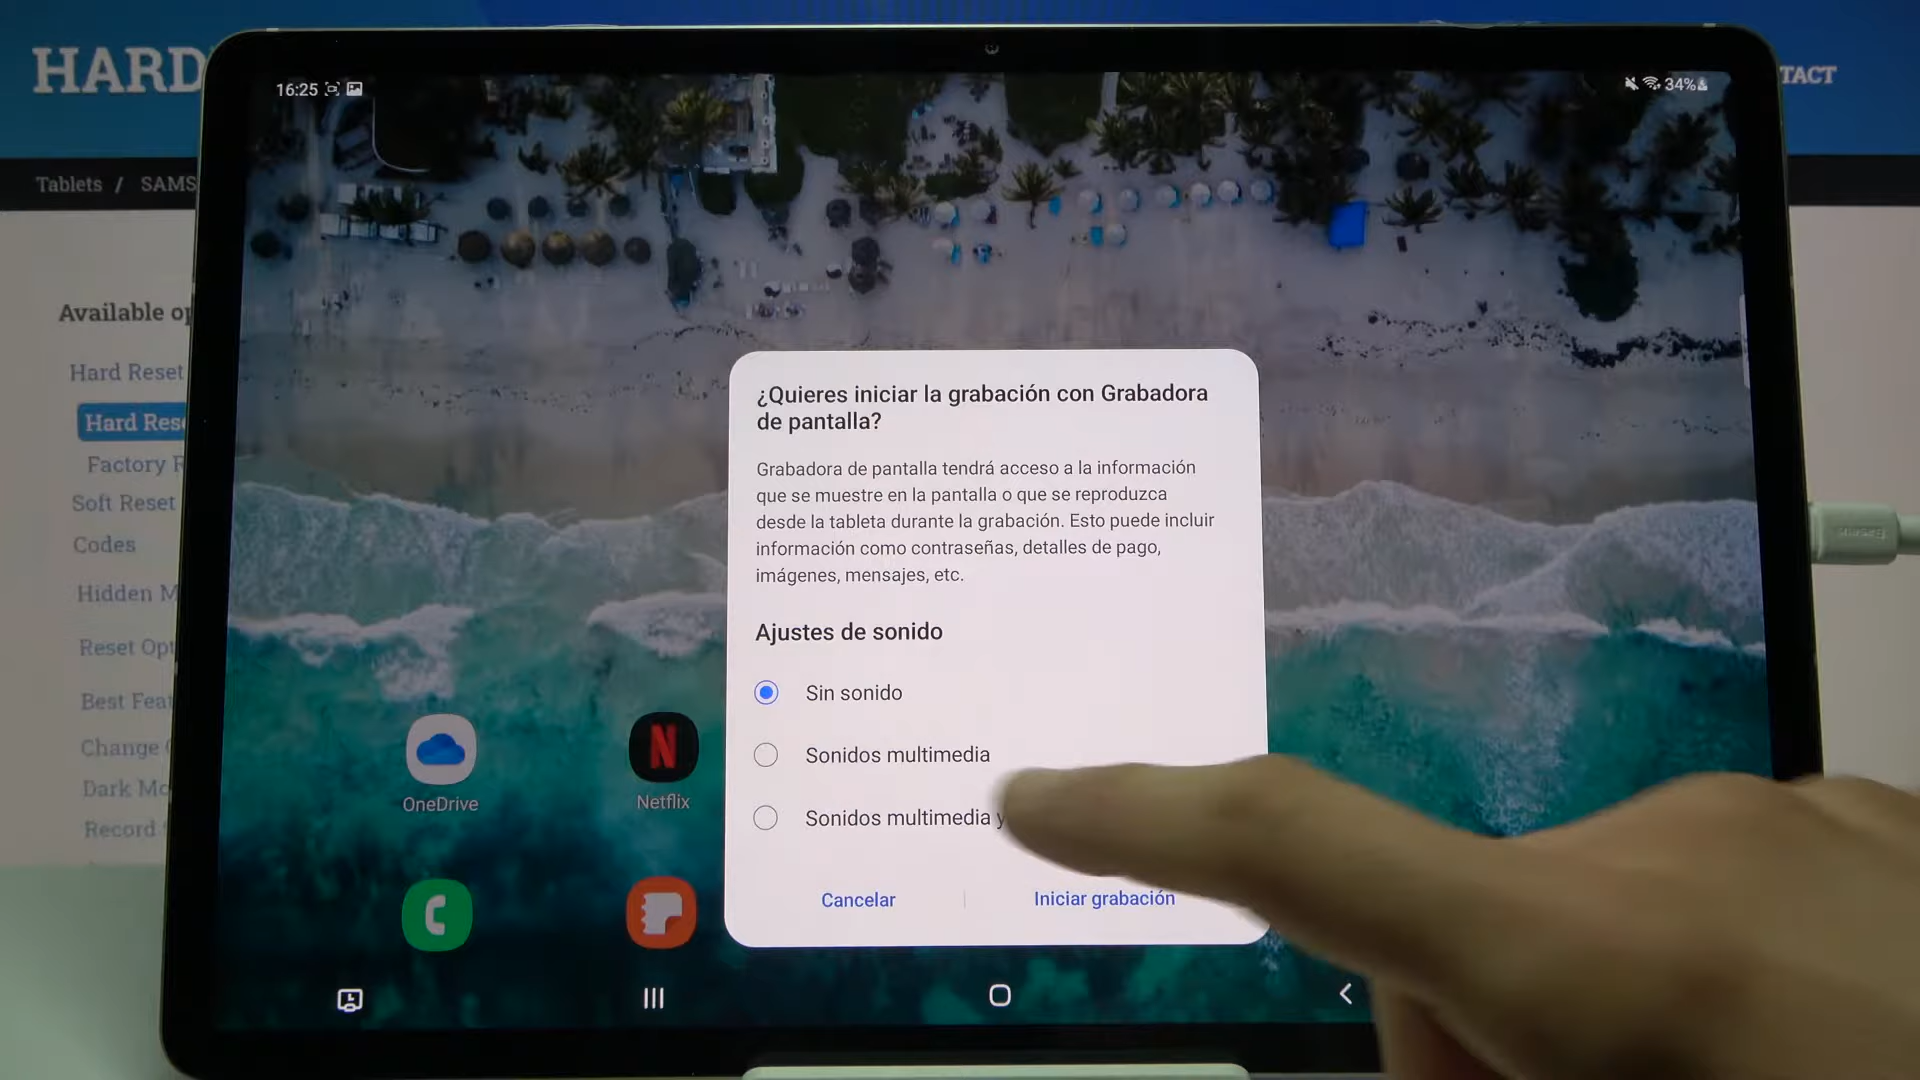 HARD
TACT
16:25
34%
Tablets / SAMS
Available op
Hard Reset
Hard Rese
Factory R
Soft Reset
Codes
Hidden M
Reset Opt
Best Feat
Change
Dark Mo
Record
¿Quieres iniciar la grabación con Grabadora
de pantalla?
Grabadora de pantalla tendrá acceso a la información
que se muestre en la pantalla o que se reproduzca
desde la tableta durante la grabación. Esto puede incluir
información como contraseñas, detalles de pago,
imágenes, mensajes, etc.
Ajustes de sonido
Sin sonido
Sonidos multimedia
Sonidos multimedia y
Cancelar
Iniciar grabación
OneDrive
N
Netflix